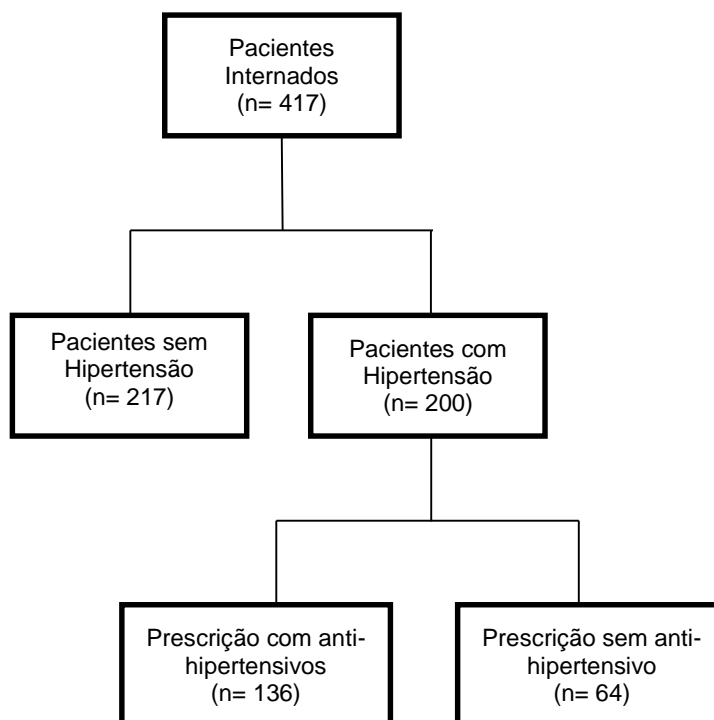 Pacientes
Internados
(n= 417)
Pacientes sem
Hipertensão
(n= 217)
Pacientes com
Hipertensão
(n= 200)
Prescrição com anti-
hipertensivos
(n= 136)
Prescrição sem anti-
hipertensivo
(n= 64)